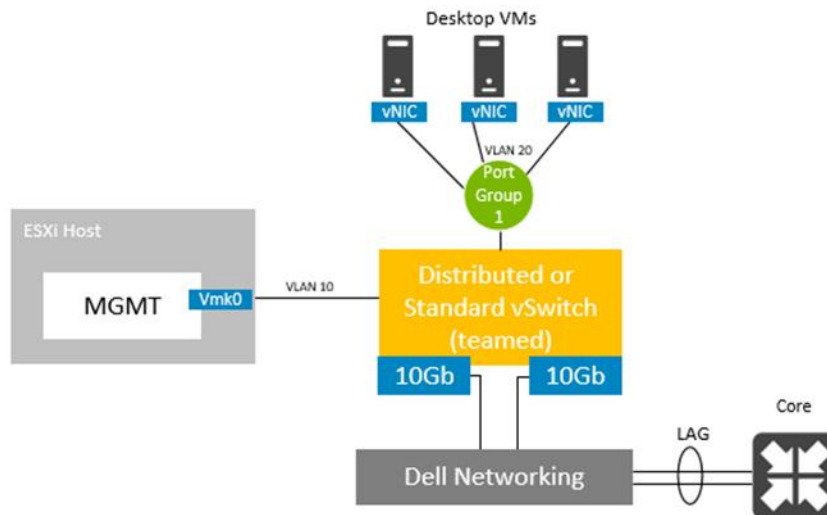 Desktop VMs
vNIC
vNIC
vNIC
VLAN 20
Port
Group
1
ESXi Host
MGMT
Vmk0
VLAN 10
Distributed or
Standard vSwitch
(teamed)
10Gb
10Gb
Core
LAG
Dell Networking